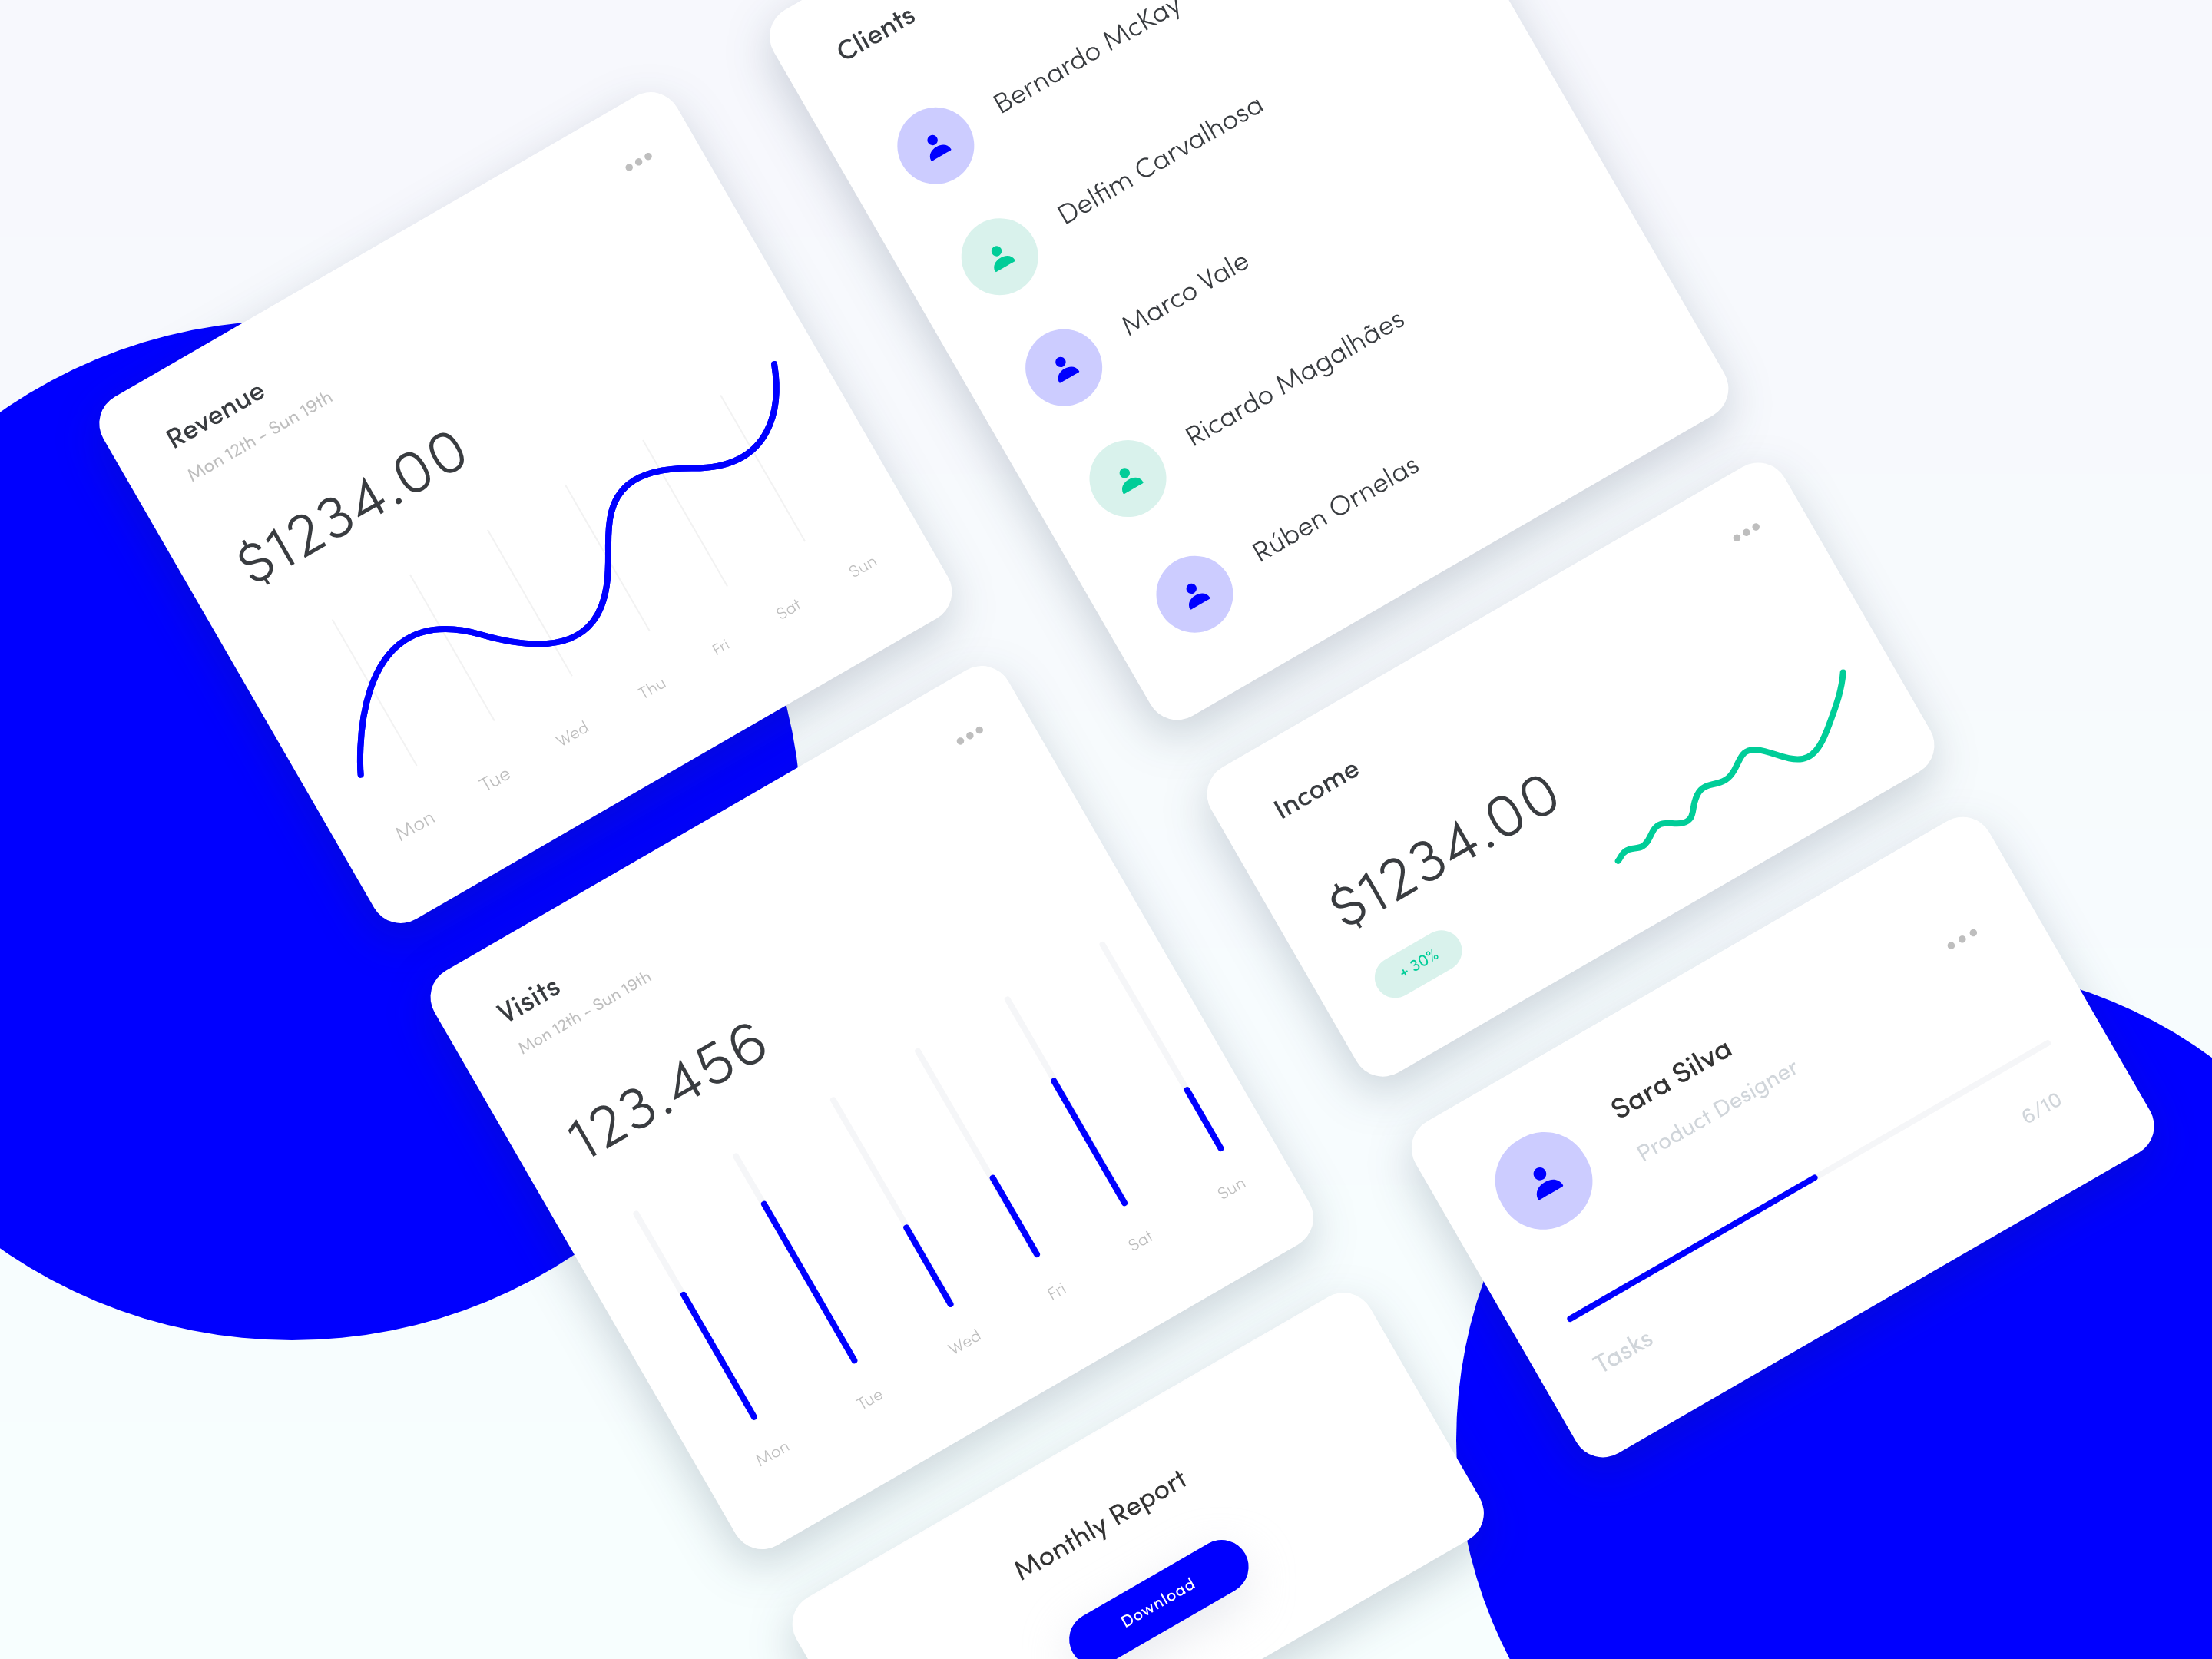 Revenue
Mon 12th - Sun 19th
$1234.00
Mon
Tue
Wed
Thu
Fri
Sat
Sun
Visits
Mon 12th - Sun 19th
123.456
Mon
Tue
Wed
Fri
Sat
Sun
Monthly Report
Download
Clients
Bernardo McKay
Delfim Carvalhosa
Marco Vale
Ricardo Magalhães
Rúben Ornelas
Income
$1234.00
+ 30%
Sara Silva
Product Designer
6/10
Tasks